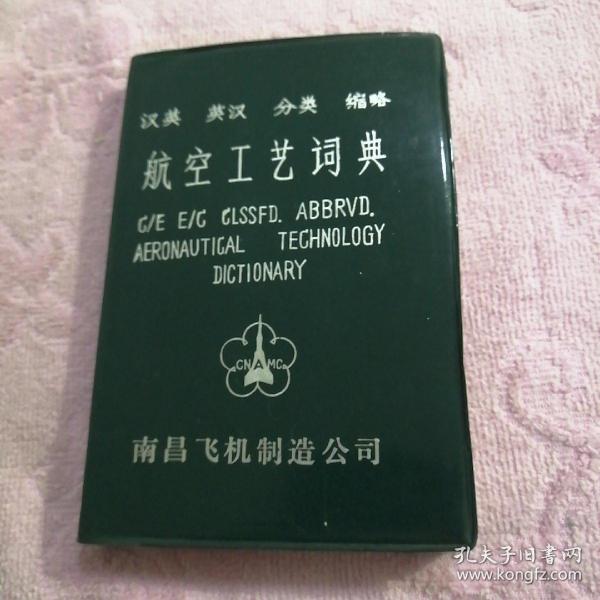 汉英 英汉 分类 缩略
航空工艺词典
C/E E/C CLSSFD. ABBRVD.
AERONAUTICAL TECHNOLOGY
DICTIONARY
CNAMC
南昌飞机制造公司
孔夫子旧书网
www.kongfz.com